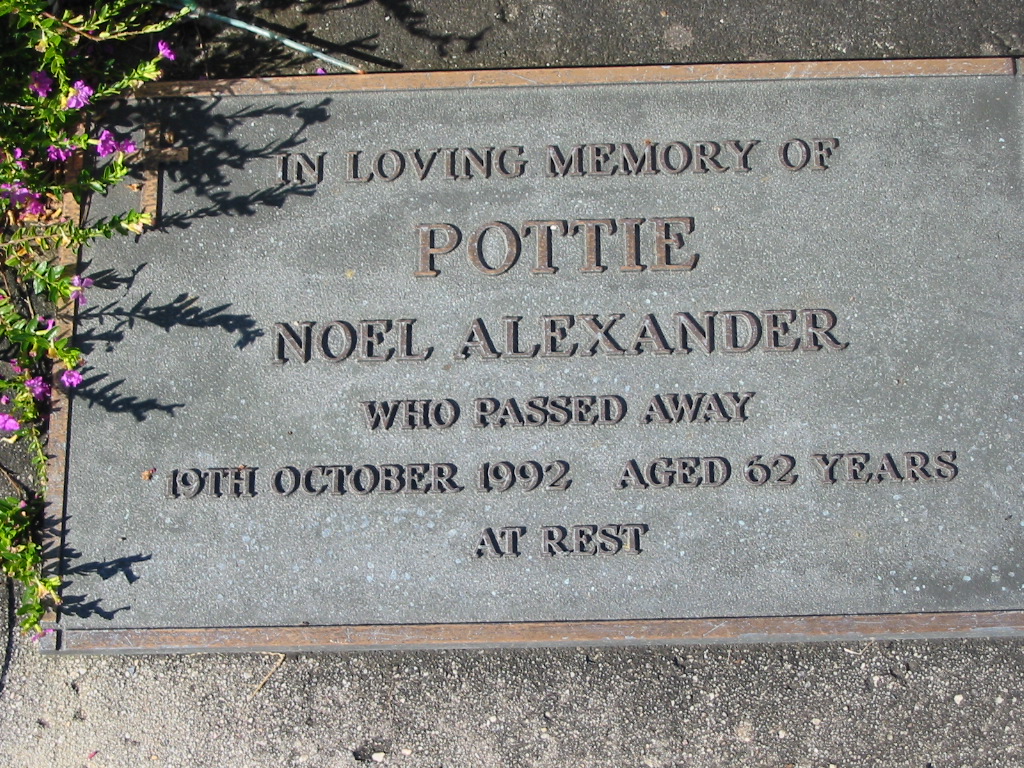 IN LOVING MEMORY OF
POTTIE
NOEL ALEXANDER
WHO PASSED AWAY
19TH OCTOBER 1992 AGED 62 YEARS
AT REST